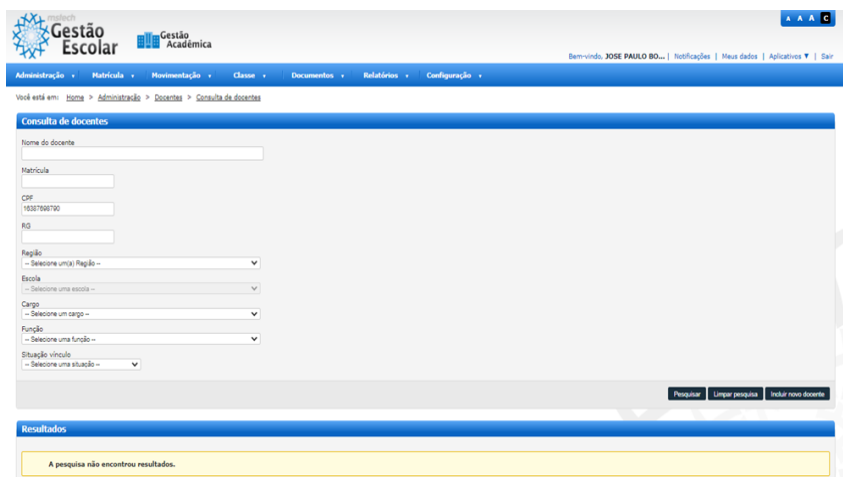 mstech
Gestão
Escolar
Gestão
Acadêmica
A A A C
Bem-vindo, JOSE PAULO BO... | Notificações | Meus dados | Aplicativos ▼ | Sair
Administração Matrícula Movimentação Classe Documentos Relatórios Configuração
Você está em: Home > Administração > Docentes > Consulta de docentes
Consulta de docentes
Nome do docente
Matrícula
CPF
16387698790
RG
Região
-- Selecione um(a) Região --
Escola
-- Selecione uma escola --
Cargo
-- Selecione um cargo --
Função
-- Selecione uma função --
Situação vínculo
-- Selecione uma situação --
Pesquisar Limpar pesquisa Incluir novo docente
Resultados
A pesquisa não encontrou resultados.